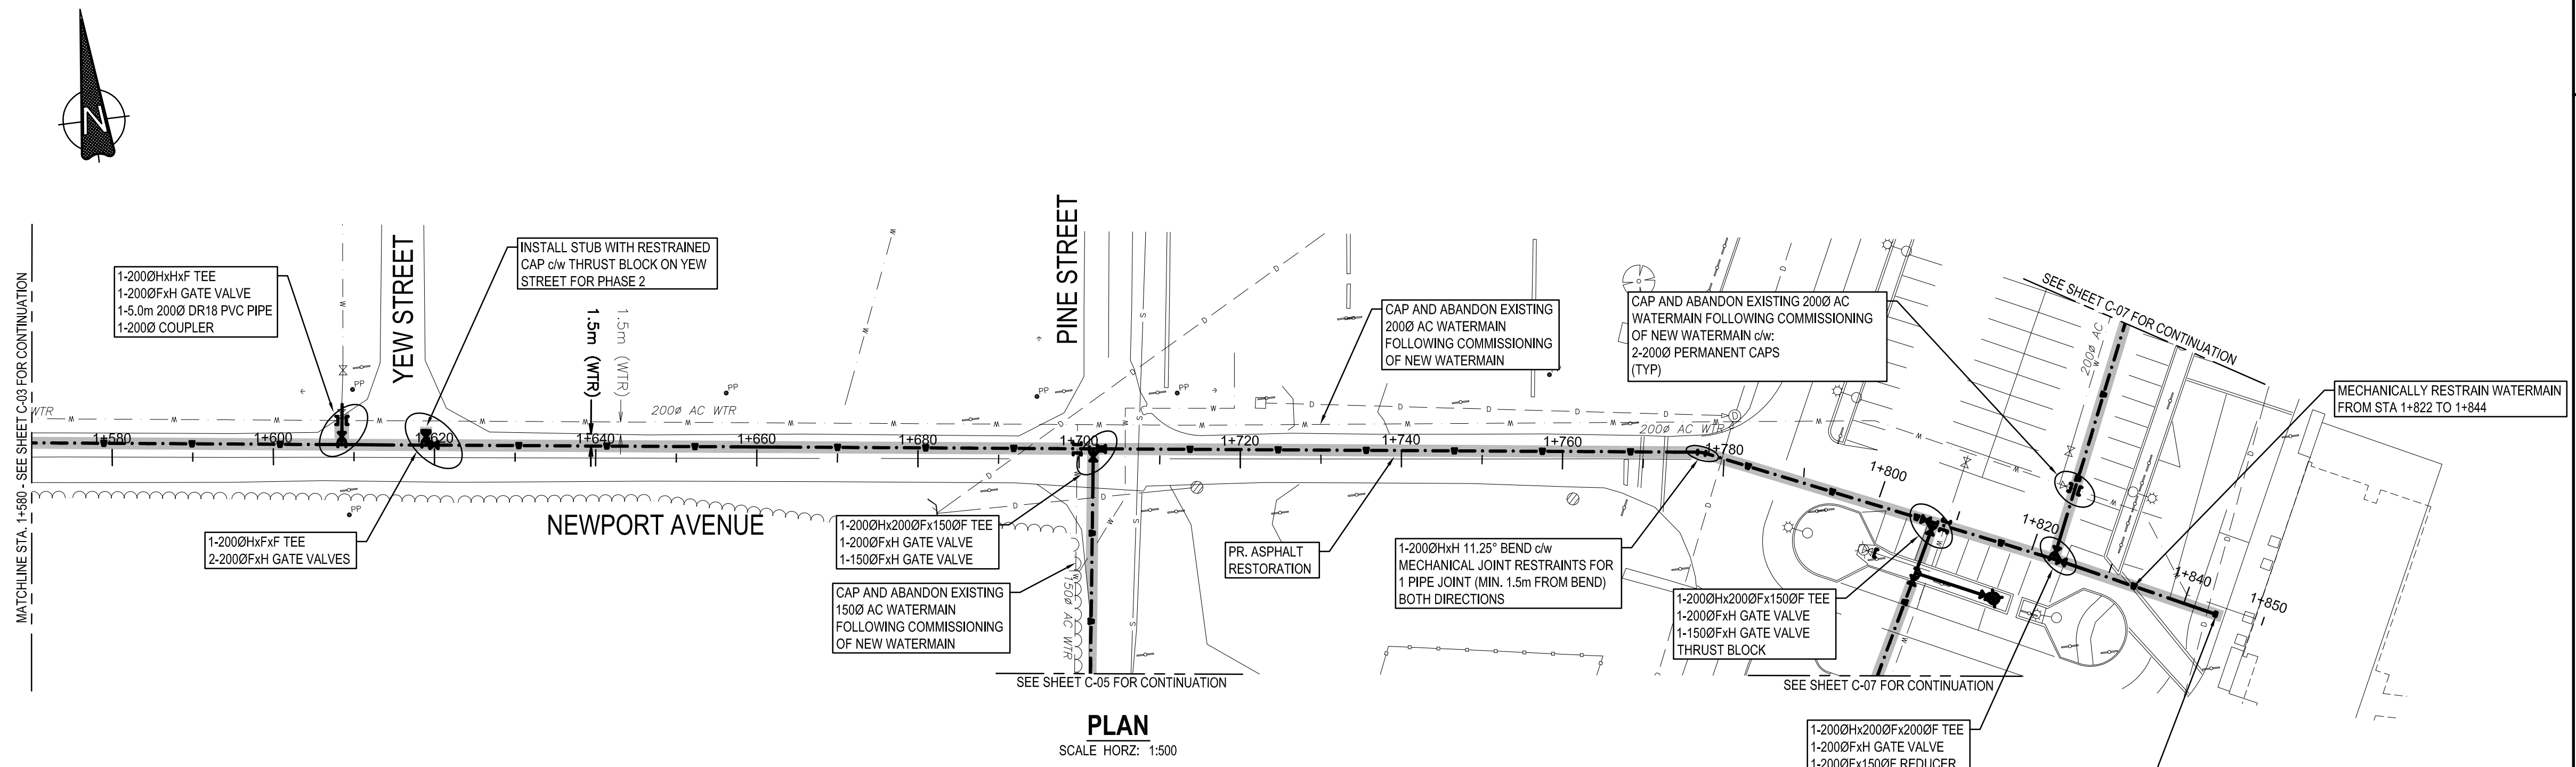 N
MATCHLINE STA. 1+580 - SEE SHEET C-03 FOR CONTINUATION
1-200ØHxHxF TEE
1-200ØFxH GATE VALVE
1-5.0m 200Ø DR18 PVC PIPE
1-200Ø COUPLER
YEW STREET
INSTALL STUB WITH RESTRAINED
CAP c/w THRUST BLOCK ON YEW
STREET FOR PHASE 2
1.5m (WTR)
1.5m (WTR)
PINE STREET
CAP AND ABANDON EXISTING
200Ø AC WATERMAIN
FOLLOWING COMMISSIONING
OF NEW WATERMAIN
CAP AND ABANDON EXISTING 200Ø AC
WATERMAIN FOLLOWING COMMISSIONING
OF NEW WATERMAIN c/w:
2-200Ø PERMANENT CAPS
(TYP)
SEE SHEET C-07 FOR CONTINUATION
200Ø AC
MECHANICALLY RESTRAIN WATERMAIN
FROM STA 1+822 TO 1+844
PP
PP
PP
PP
PP
PP
WTR
200Ø AC WTR
200Ø AC WTR
1+580
1+600
1+620
1+640
1+660
1+680
1+700
1+720
1+740
1+760
1+780
1+800
1+820
1+840
1+850
NEWPORT AVENUE
1-200ØHxFxF TEE
2-200ØFxH GATE VALVES
1-200ØHx200ØFx150ØF TEE
1-200ØFxH GATE VALVE
1-150ØFxH GATE VALVE
CAP AND ABANDON EXISTING
150Ø AC WATERMAIN
FOLLOWING COMMISSIONING
OF NEW WATERMAIN
150Ø AC WTR
PR. ASPHALT
RESTORATION
1-200ØHxH 11.25° BEND c/w
MECHANICAL JOINT RESTRAINTS FOR
1 PIPE JOINT (MIN. 1.5m FROM BEND)
BOTH DIRECTIONS
1-200ØHx200ØFx150ØF TEE
1-200ØFxH GATE VALVE
1-150ØFxH GATE VALVE
THRUST BLOCK
SEE SHEET C-05 FOR CONTINUATION
SEE SHEET C-07 FOR CONTINUATION
PLAN
SCALE HORZ: 1:500
1-200ØHx200ØFx200ØF TEE
1-200ØFxH GATE VALVE
1-200ØFx150ØF REDUCER